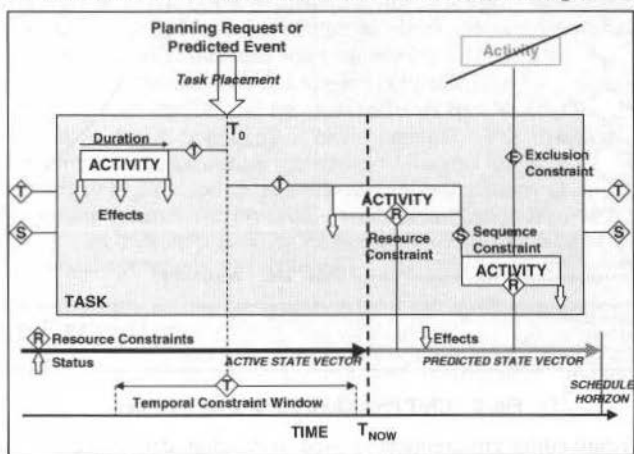 Planning Request or
Predicted Event
Activity
Task Placement
T0
Duration
T
Exclusion
Constraint
E
ACTIVITY
T
T
T
Effects
ACTIVITY
R
S
S
Resource
Constraint
S
Sequence
Constraint
ACTIVITY
R
TASK
R
Resource Constraints
Effects
Status
ACTIVE STATE VECTOR
PREDICTED STATE VECTOR
T
SCHEDULE
HORIZON
Temporal Constraint Window
TIME
TNOW